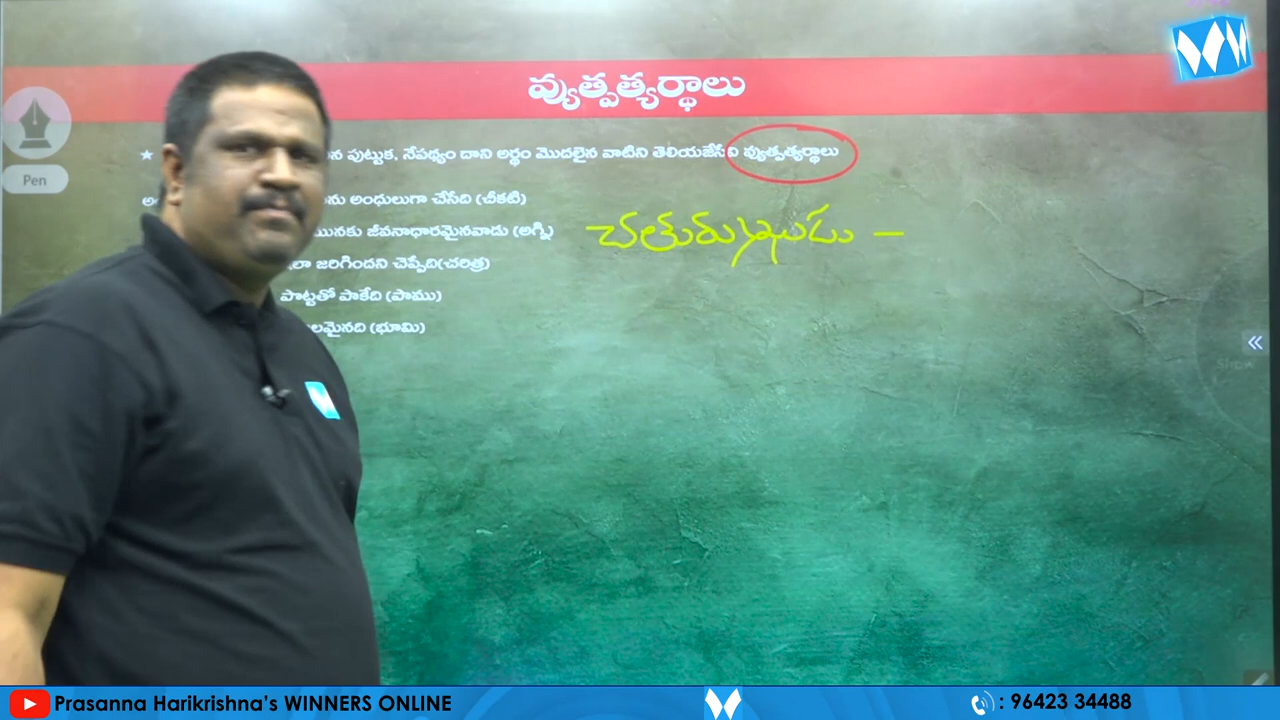 వ్యుత్పత్యర్థాలు
Pen
★ పుట్టుక, నేపథ్యం దాని అర్థం మొదలైన వాటిని తెలియజేసేవి వ్యుత్పత్యర్థాలు
అంధులుగా చేసేది (చీకటి)
జీవనాధారమైనవాడు (అగ్ని)
జరిగిందని చెప్పేది(చరిత్ర)
పొట్టతో పాకేది (పాము)
(భూమి)
చతుర్ముఖుడు –
Show
Prasanna Harikrishna's WINNERS ONLINE
: 96423 34488